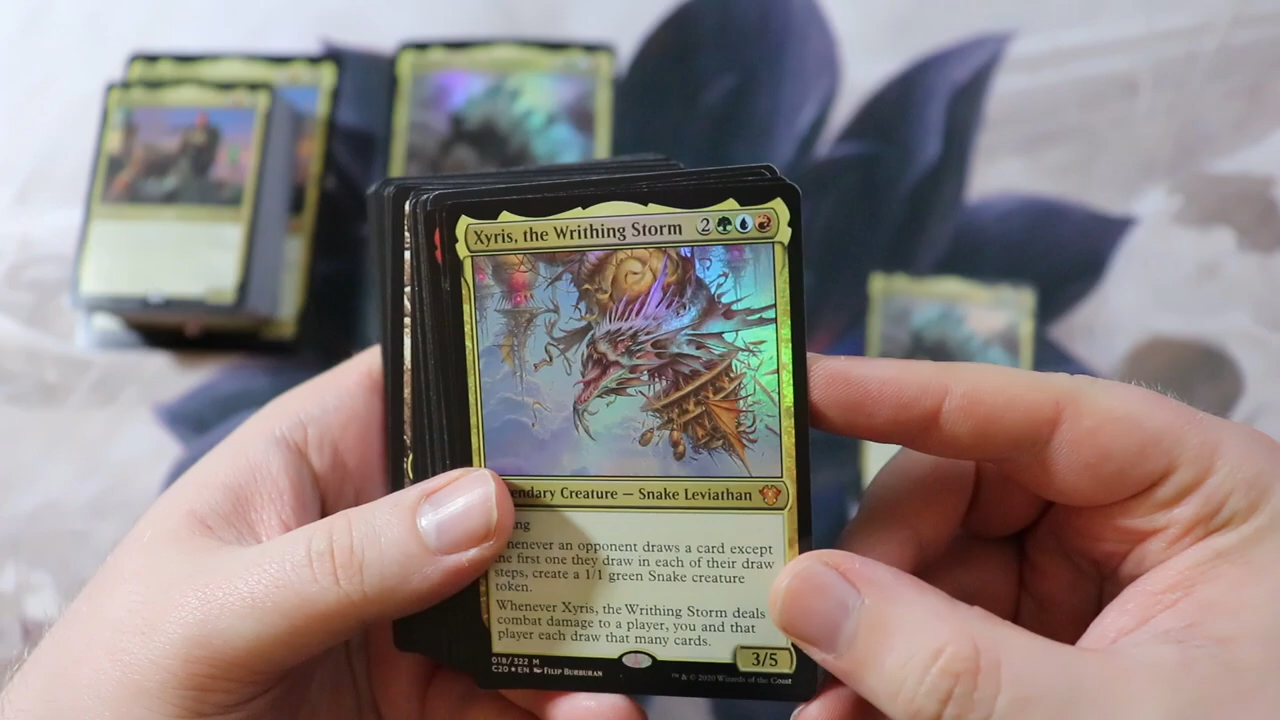 Xyris, the Writhing Storm 2
endary Creature — Snake Leviathan
ing
henever an opponent draws a card except
the first one they draw in each of their draw
steps, create a 1/1 green Snake creature
token.
Whenever Xyris, the Writhing Storm deals
combat damage to a player, you and that
player each draw that many cards.
3/5
018/322 M
C20 ★ EN Filip Burburan
™ & © 2020 Wizards of the Coast